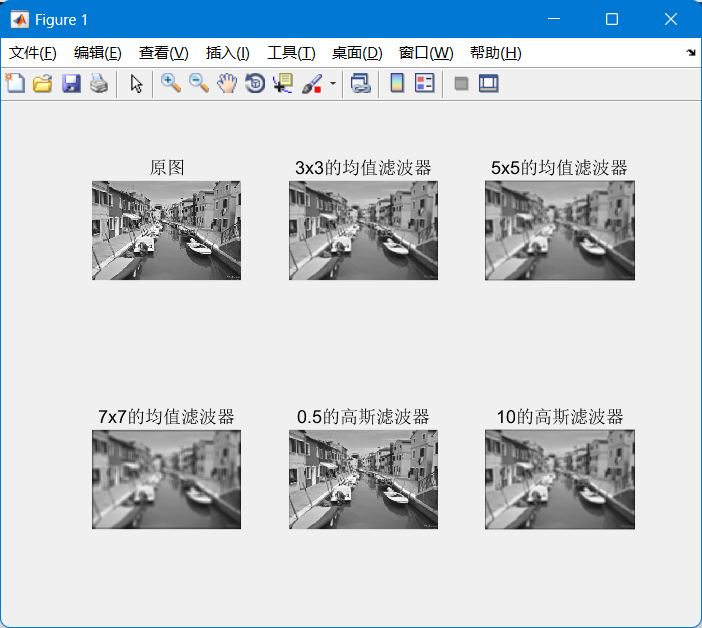 Figure 1
文件(F) 编辑(E) 查看(V) 插入(I) 工具(T) 桌面(D) 窗口(W) 帮助(H)
原图 3x3的均值滤波器 5x5的均值滤波器
7x7的均值滤波器 0.5的高斯滤波器 10的高斯滤波器